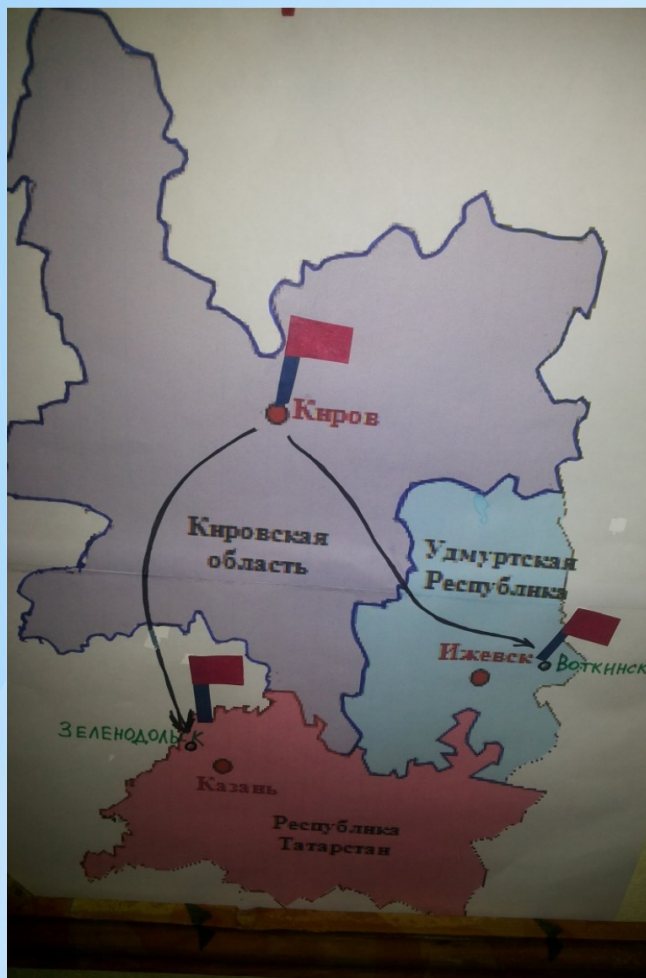 Киров
Кировская
область
Удмуртская
Республика
Ижевск
Воткинск
Зеленодольск
Казань
Республика
Татарстан